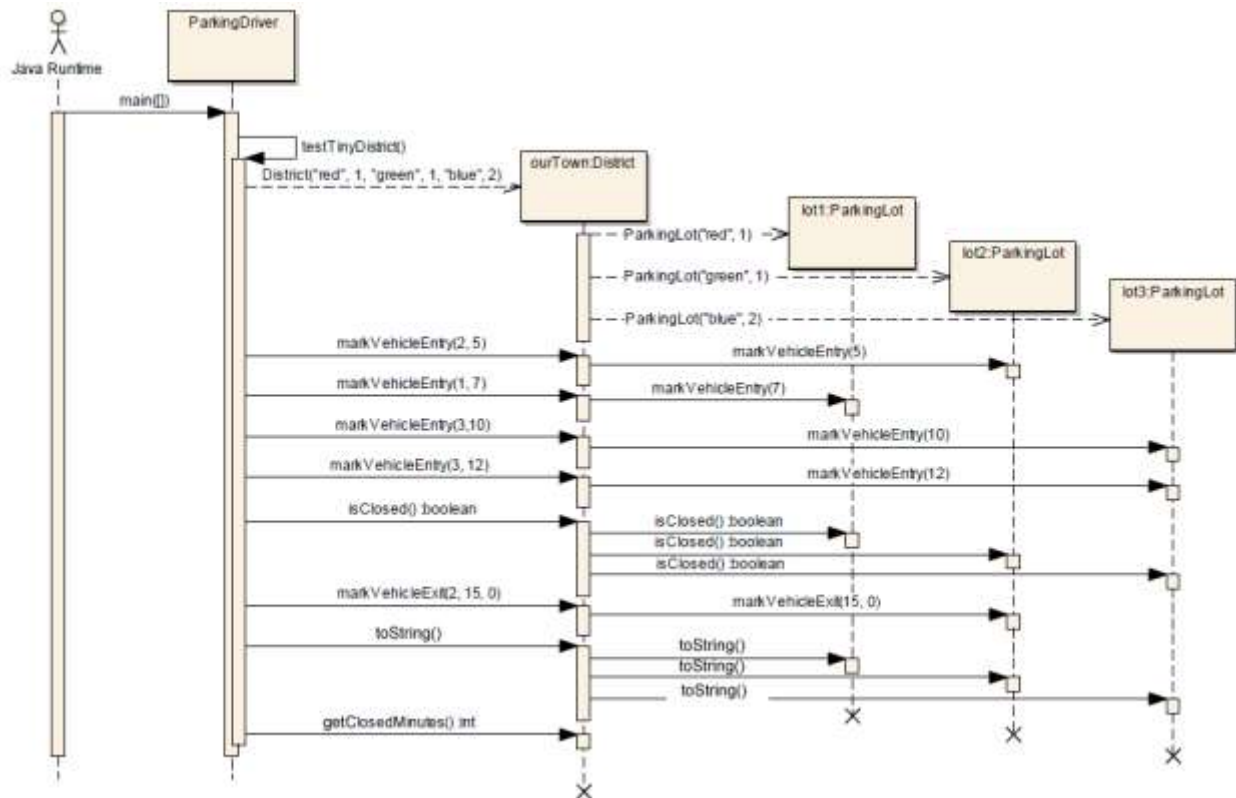 ParkingDriver
Java Runtime
main([])
testTinyDistrict()
ourTown:District
District("red", 1, "green", 1, "blue", 2)
lot1:ParkingLot
ParkingLot("red", 1)
lot2:ParkingLot
ParkingLot("green", 1)
lot3:ParkingLot
ParkingLot("blue", 2)
markVehicleEntry(2, 5)
markVehicleEntry(5)
markVehicleEntry(1, 7)
markVehicleEntry(7)
markVehicleEntry(3,10)
markVehicleEntry(10)
markVehicleEntry(3, 12)
markVehicleEntry(12)
isClosed() :boolean
isClosed() :boolean
isClosed() :boolean
isClosed() :boolean
markVehicleExit(2, 15, 0)
markVehicleExit(15, 0)
toString()
toString()
toString()
toString()
getClosedMinutes() :int